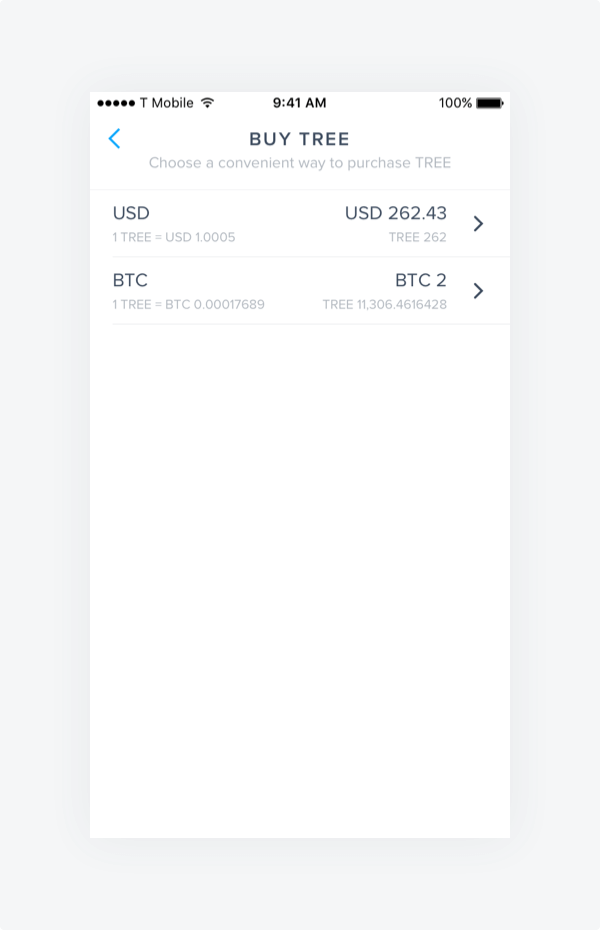 T Mobile 9:41 AM 100%
BUY TREE
Choose a convenient way to purchase TREE
USD USD 262.43
1 TREE = USD 1.0005 TREE 262
BTC BTC 2
1 TREE = BTC 0.00017689 TREE 11,306.4616428